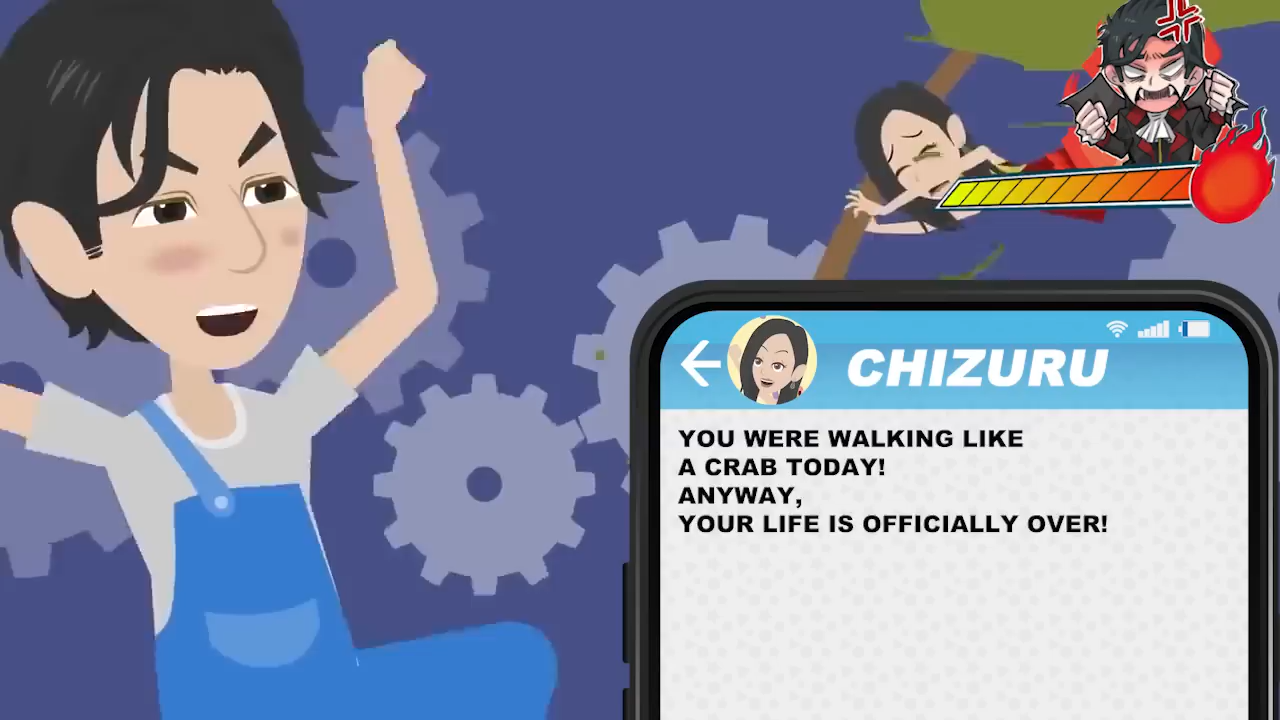 CHIZURU
YOU WERE WALKING LIKE
A CRAB TODAY!
ANYWAY,
YOUR LIFE IS OFFICIALLY OVER!